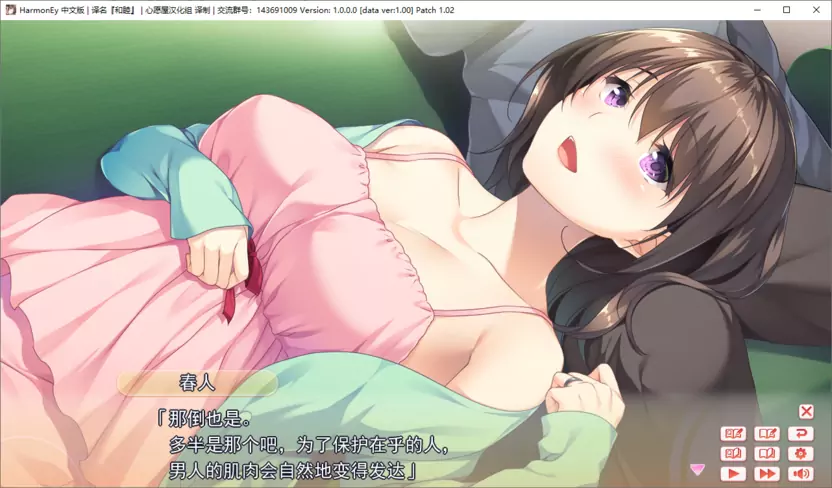 HarmonEy 中文版 | 译名『和睦』 | 心愿屋汉化组 译制 | 交流群号：143691009 Version: 1.0.0.0 [data ver:1.00] Patch 1.02
春人
「那倒也是。
多半是那个吧，为了保护在乎的人，
男人的肌肉会自然地变得发达」